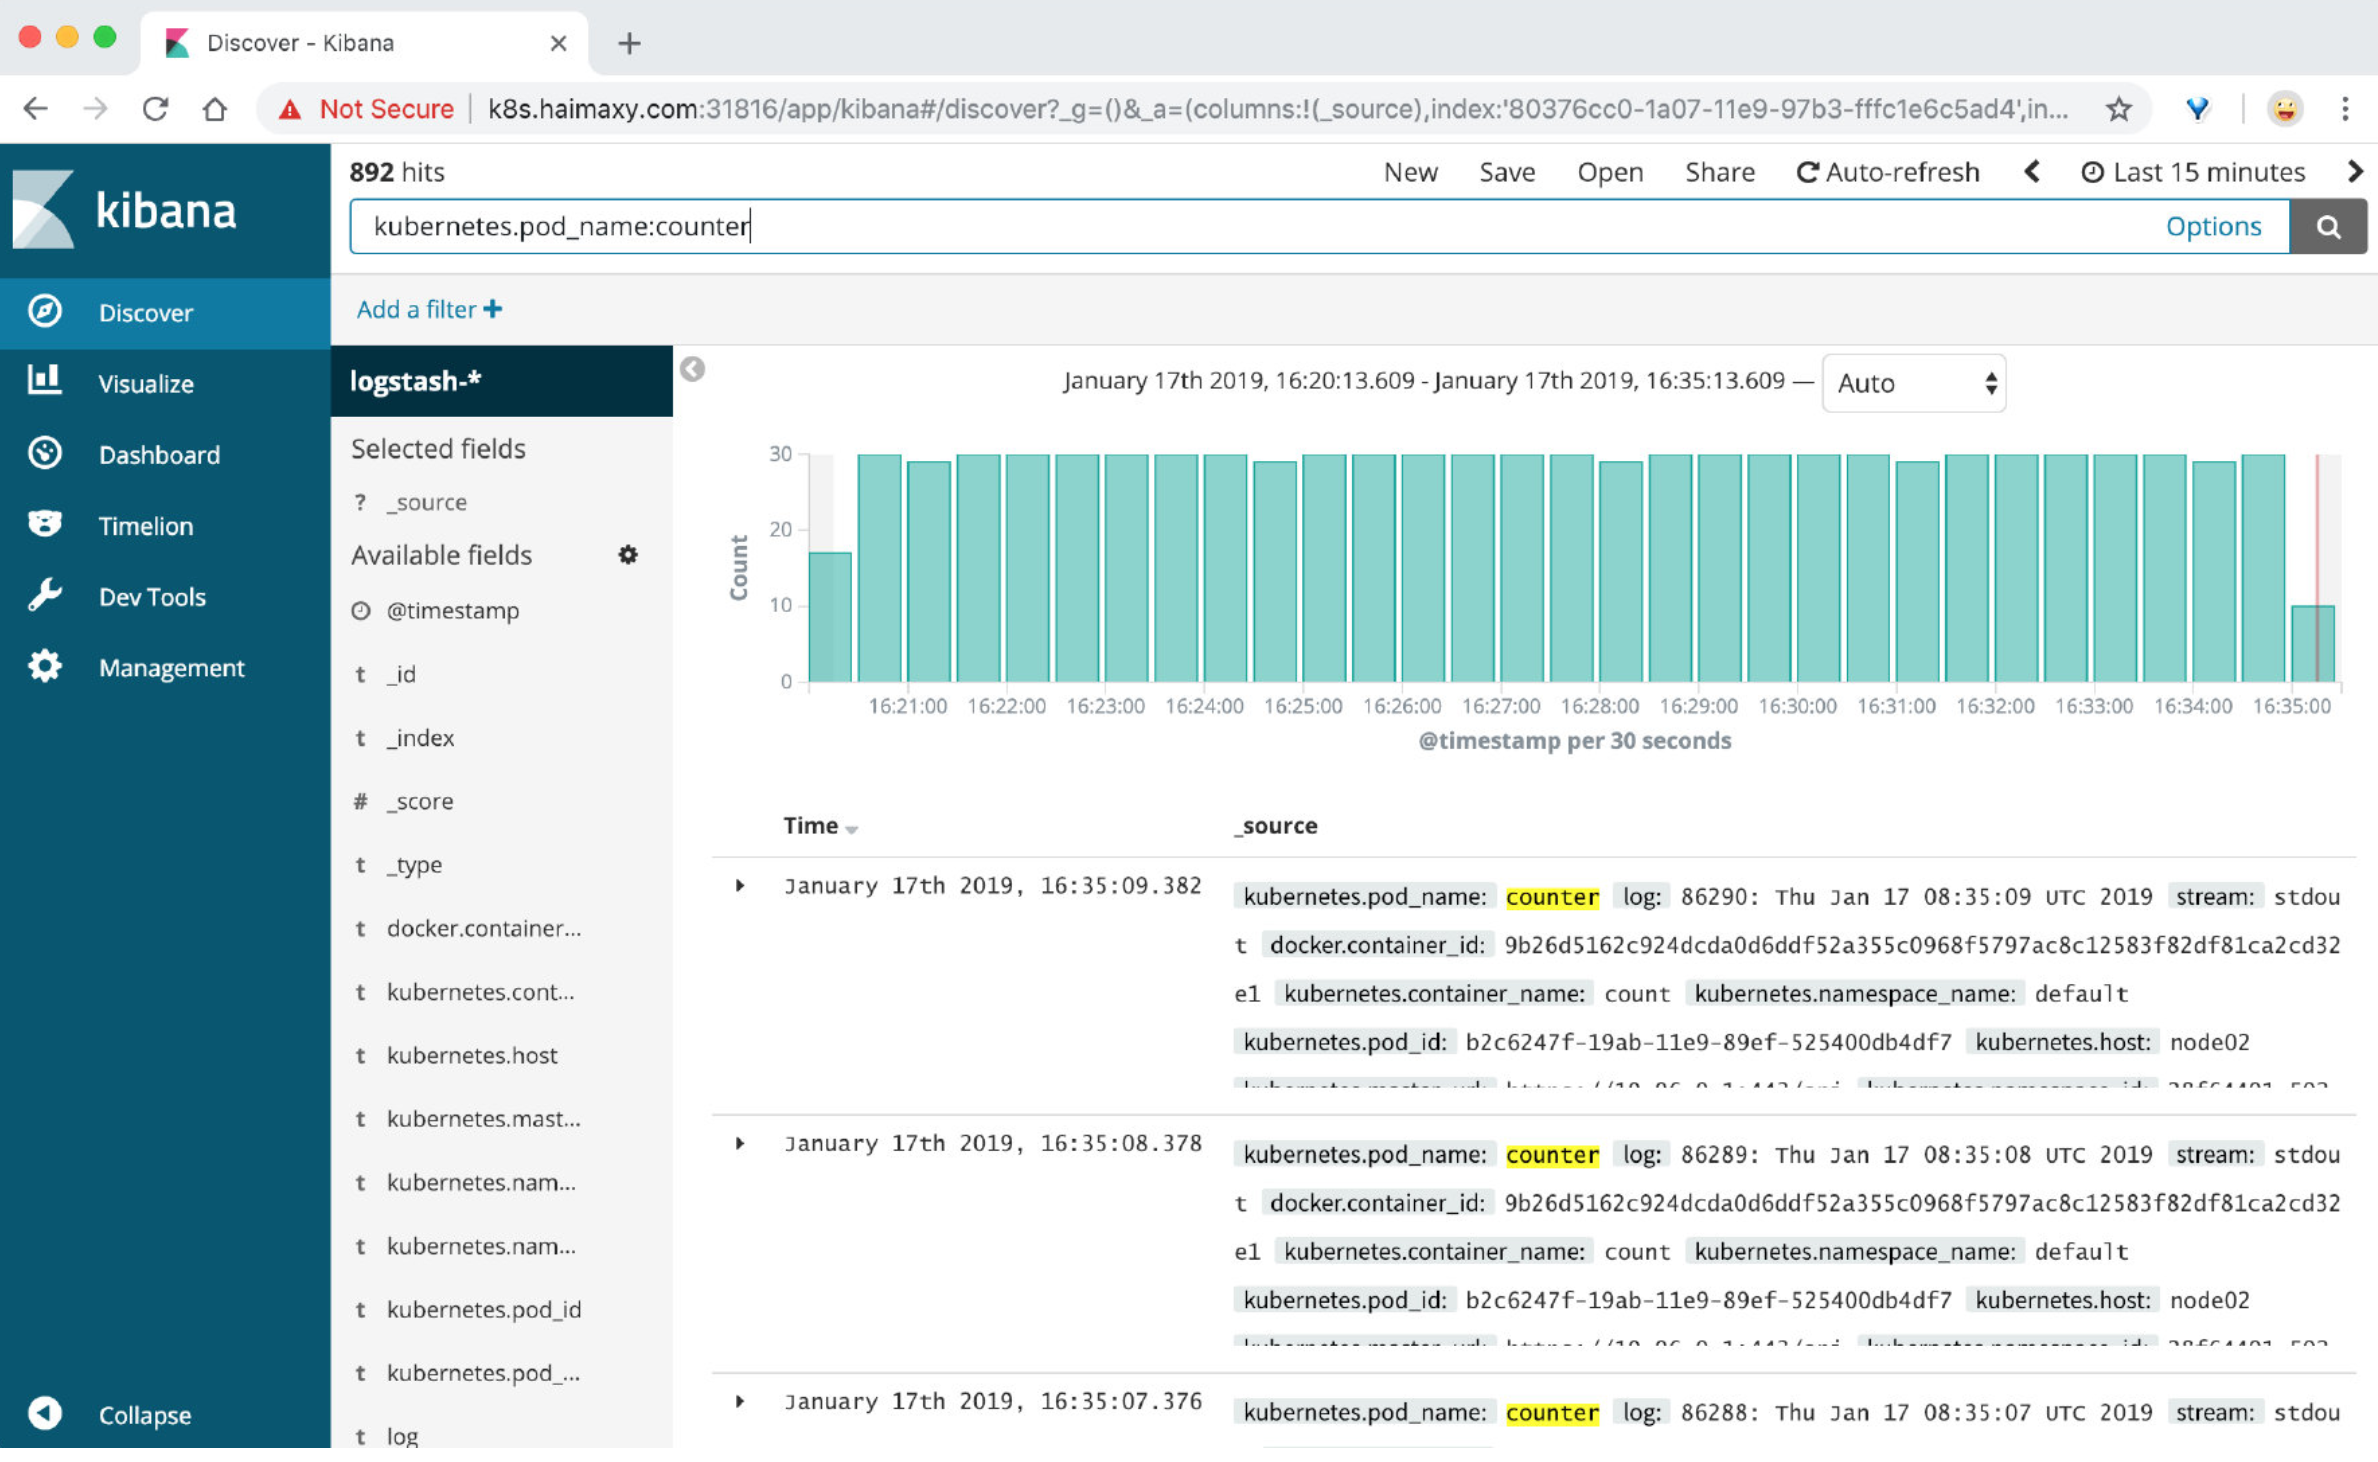 Discover - Kibana
Not Secure k8s.haimaxy.com:31816/app/kibana#/discover?_g=()&_a=(columns:!(_source),index:'80376cc0-1a07-11e9-97b3-fffc1e6c5ad4',in...
kibana
Discover
Visualize
Dashboard
Timelion
Dev Tools
Management
Collapse
892 hits
New Save Open Share Auto-refresh Last 15 minutes
kubernetes.pod_name:counter Options
Add a filter +
logstash-*
Selected fields
? _source
Available fields
@timestamp
t _id
t _index
# _score
t _type
t docker.container...
t kubernetes.cont...
t kubernetes.host
t kubernetes.mast...
t kubernetes.nam...
t kubernetes.nam...
t kubernetes.pod_id
t kubernetes.pod_...
t log
January 17th 2019, 16:20:13.609 - January 17th 2019, 16:35:13.609 — Auto
Count
30
20
10
0
16:21:00 16:22:00 16:23:00 16:24:00 16:25:00 16:26:00 16:27:00 16:28:00 16:29:00 16:30:00 16:31:00 16:32:00 16:33:00 16:34:00 16:35:00
@timestamp per 30 seconds
Time _source
January 17th 2019, 16:35:09.382 kubernetes.pod_name: counter log: 86290: Thu Jan 17 08:35:09 UTC 2019 stream: stdou
t docker.container_id: 9b26d5162c924dcda0d6ddf52a355c0968f5797ac8c12583f82df81ca2cd32
e1 kubernetes.container_name: count kubernetes.namespace_name: default
kubernetes.pod_id: b2c6247f-19ab-11e9-89ef-525400db4df7 kubernetes.host: node02
January 17th 2019, 16:35:08.378 kubernetes.pod_name: counter log: 86289: Thu Jan 17 08:35:08 UTC 2019 stream: stdou
t docker.container_id: 9b26d5162c924dcda0d6ddf52a355c0968f5797ac8c12583f82df81ca2cd32
e1 kubernetes.container_name: count kubernetes.namespace_name: default
kubernetes.pod_id: b2c6247f-19ab-11e9-89ef-525400db4df7 kubernetes.host: node02
January 17th 2019, 16:35:07.376 kubernetes.pod_name: counter log: 86288: Thu Jan 17 08:35:07 UTC 2019 stream: stdou